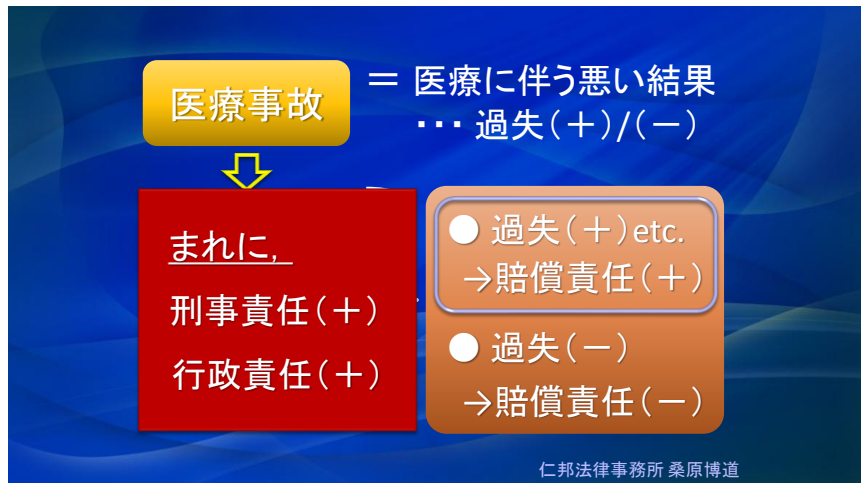 医療事故
＝ 医療に伴う悪い結果
・・・ 過失（＋）/（－）
まれに,
刑事責任（＋）
行政責任（＋）
● 過失（＋）etc.
→賠償責任（＋）
● 過失（－）
→賠償責任（－）
仁邦法律事務所 桑原博道